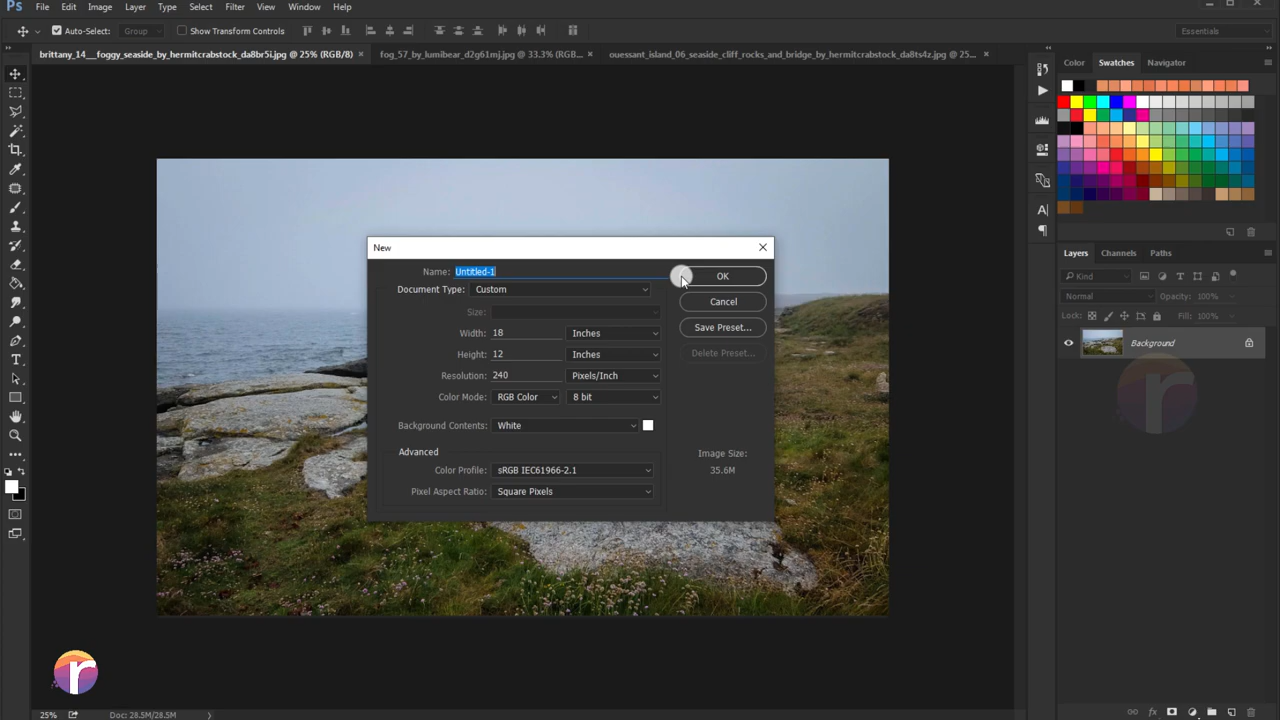 Ps File Edit Image Layer Type Select Filter View Window Help
Auto-Select: Group Show Transform Controls Essentials
brittany_14__foggy_seaside_by_hermitcrabstock_da8br5i.jpg @ 25% (RGB/8) × fog_57_by_lumibear_d2g61mj.jpg @ 33.3% (RGB... × ouessant_island_06_seaside_cliff_rocks_and_bridge_by_hermitcrabstock_da8ts4z.jpg @ 25... ×
Color Swatches Navigator
New
Name: Untitled-1
OK
Document Type: Custom
Cancel
Size:
Width: 18 Inches
Save Preset...
Height: 12 Inches
Delete Preset...
Resolution: 240 Pixels/Inch
Color Mode: RGB Color 8 bit
Background Contents: White
Advanced
Image Size:
35.6M
Color Profile: sRGB IEC61966-2.1
Pixel Aspect Ratio: Square Pixels
Layers Channels Paths
Kind
Normal Opacity: 100%
Lock: Fill: 100%
Background
r
r
25% Doc: 28.5M/28.5M